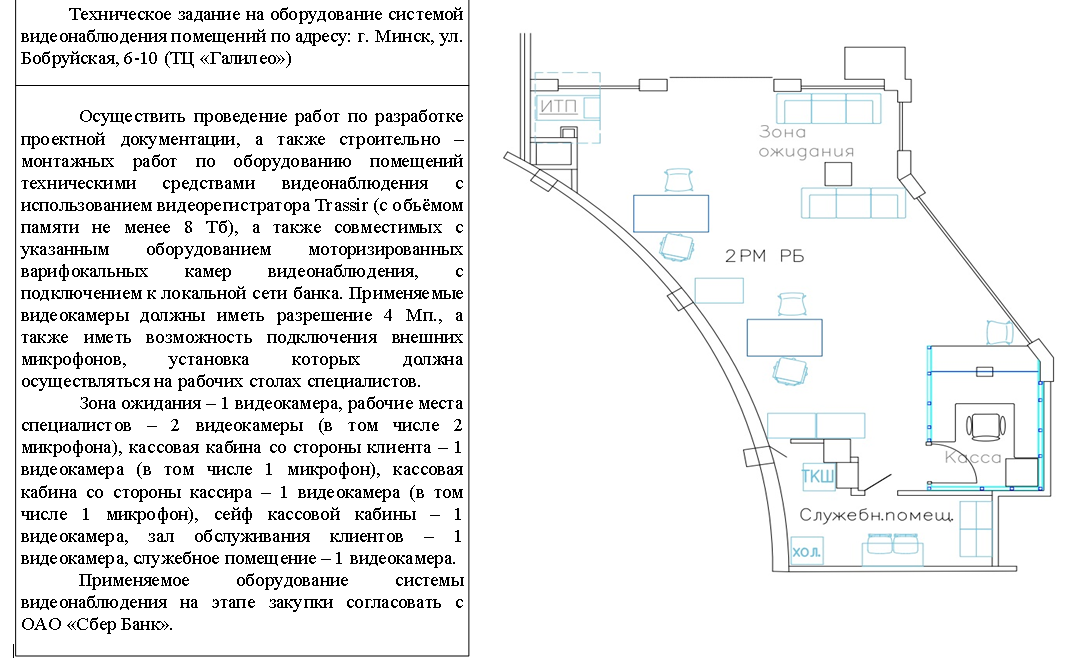 Техническое задание на оборудование системой
видеонаблюдения помещений по адресу: г. Минск, ул.
Бобруйская, 6-10 (ТЦ «Галилео»)
Осуществить проведение работ по разработке
проектной документации, а также строительно –
монтажных работ по оборудованию помещений
техническими средствами видеонаблюдения с
использованием видеорегистратора Trassir (с объёмом
памяти не менее 8 Тб), а также совместимых с
указанным оборудованием моторизированных
варифокальных камер видеонаблюдения, с
подключением к локальной сети банка. Применяемые
видеокамеры должны иметь разрешение 4 Мп., а
также иметь возможность подключения внешних
микрофонов, установка которых должна
осуществляться на рабочих столах специалистов.
Зона ожидания – 1 видеокамера, рабочие места
специалистов – 2 видеокамеры (в том числе 2
микрофона), кассовая кабина со стороны клиента – 1
видеокамера (в том числе 1 микрофон), кассовая
кабина со стороны кассира – 1 видеокамера (в том
числе 1 микрофон), сейф кассовой кабины – 1
видеокамера, зал обслуживания клиентов – 1
видеокамера, служебное помещение – 1 видеокамера.
Применяемое оборудование системы
видеонаблюдения на этапе закупки согласовать с
ОАО «Сбер Банк».
ИТП
Зона
ожидания
2РМ РБ
Касса
ТКШ
Служебн.помещ.
ХОЛ.